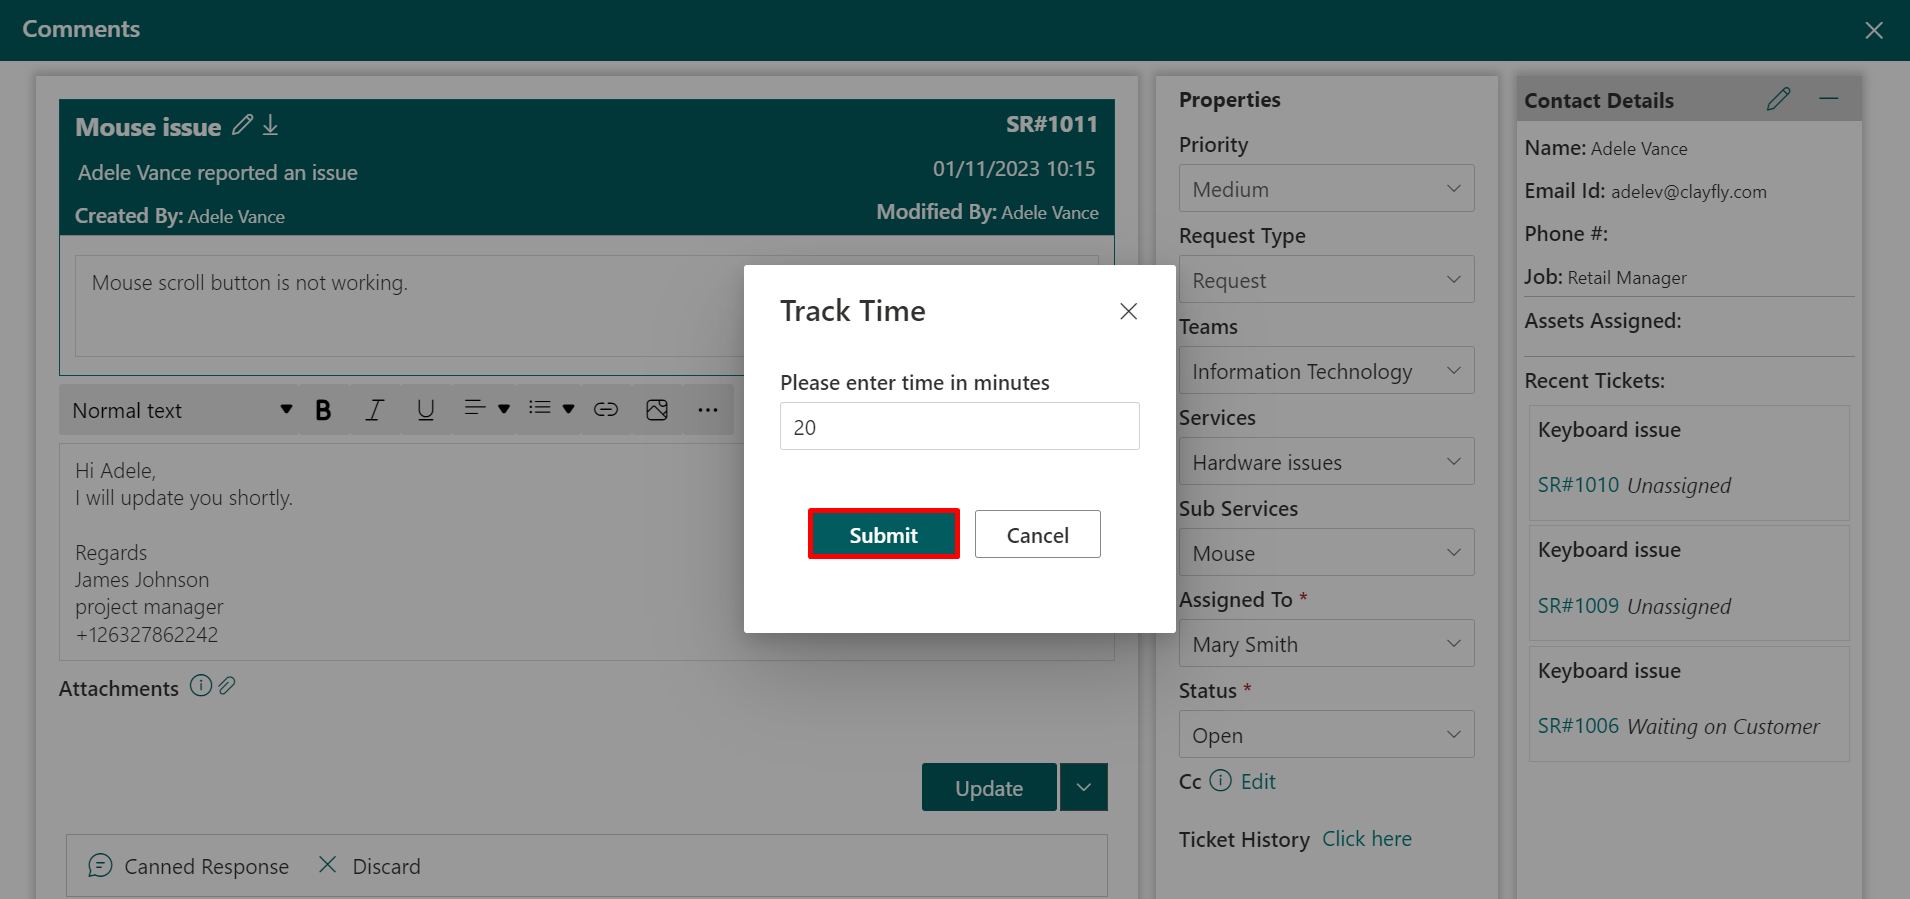 Comments
Mouse issue
SR#1011
Adele Vance reported an issue
01/11/2023 10:15
Created By: Adele Vance
Modified By: Adele Vance
Mouse scroll button is not working.
Normal text
B I U
Hi Adele,
I will update you shortly.
Regards
James Johnson
project manager
+126327862242
Attachments
Update
Canned Response
Discard
Track Time
Please enter time in minutes
20
Submit
Cancel
Properties
Priority
Medium
Request Type
Request
Teams
Information Technology
Services
Hardware issues
Sub Services
Mouse
Assigned To *
Mary Smith
Status *
Open
Cc Edit
Ticket History Click here
Contact Details
Name: Adele Vance
Email Id: adelev@clayfly.com
Phone #:
Job: Retail Manager
Assets Assigned:
Recent Tickets:
Keyboard issue
SR#1010 Unassigned
Keyboard issue
SR#1009 Unassigned
Keyboard issue
SR#1006 Waiting on Customer